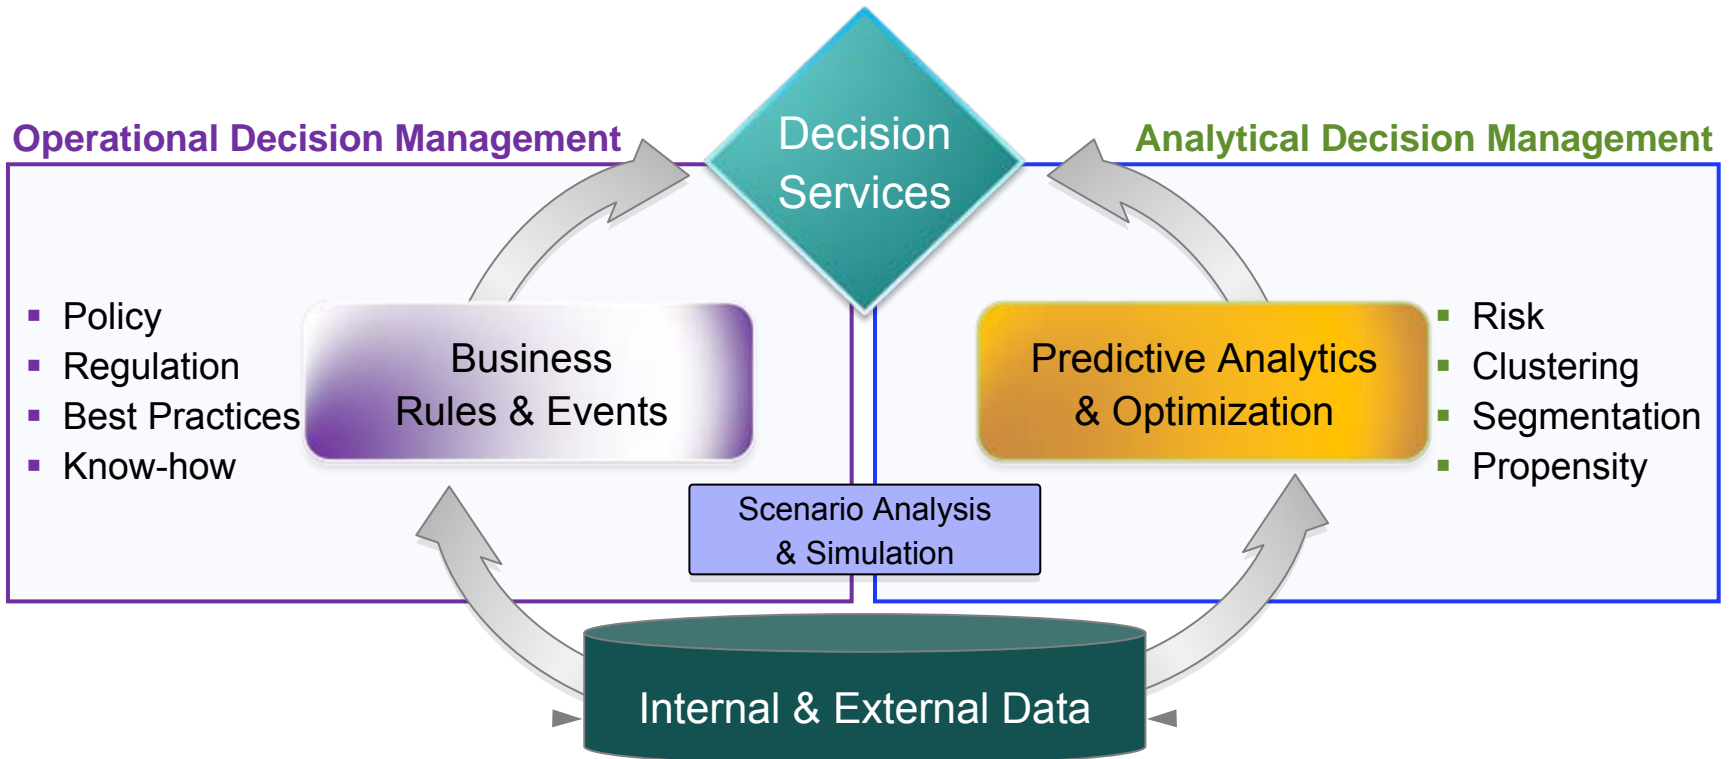 Decision
Services
Operational Decision Management
Analytical Decision Management
▪ Policy
▪ Regulation
▪ Best Practices
▪ Know-how
Business
Rules & Events
Predictive Analytics
& Optimization
▪ Risk
▪ Clustering
▪ Segmentation
▪ Propensity
Scenario Analysis
& Simulation
Internal & External Data